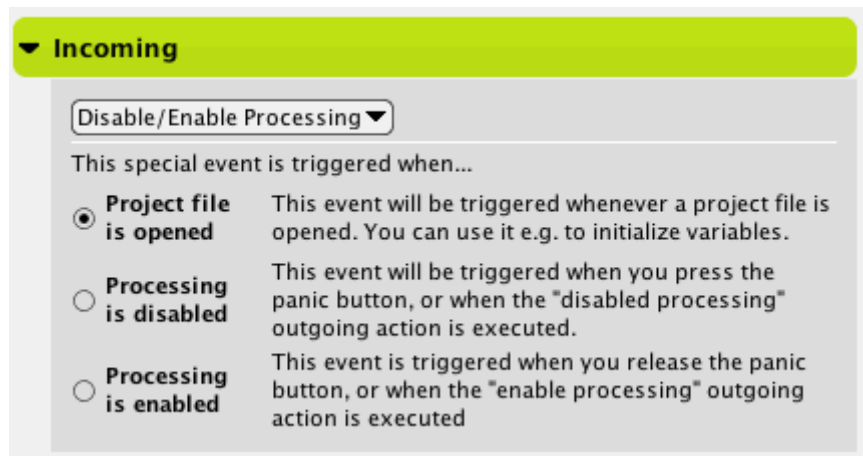 Incoming
Disable/Enable Processing
This special event is triggered when...
Project file
is opened
This event will be triggered whenever a project file is
opened. You can use it e.g. to initialize variables.
Processing
is disabled
This event will be triggered when you press the
panic button, or when the "disabled processing"
outgoing action is executed.
Processing
is enabled
This event is triggered when you release the panic
button, or when the "enable processing" outgoing
action is executed